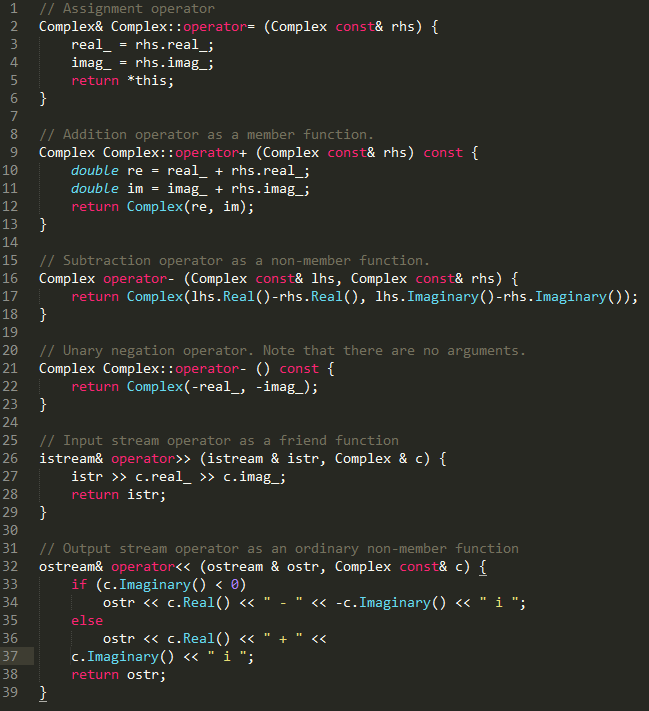 1 // Assignment operator
2 Complex& Complex::operator= (Complex const& rhs) {
3     real_ = rhs.real_;
4     imag_ = rhs.imag_;
5     return *this;
6 }
7
8 // Addition operator as a member function.
9 Complex Complex::operator+ (Complex const& rhs) const {
10     double re = real_ + rhs.real_;
11     double im = imag_ + rhs.imag_;
12     return Complex(re, im);
13 }
14
15 // Subtraction operator as a non-member function.
16 Complex operator- (Complex const& lhs, Complex const& rhs) {
17     return Complex(lhs.Real()-rhs.Real(), lhs.Imaginary()-rhs.Imaginary());
18 }
19
20 // Unary negation operator. Note that there are no arguments.
21 Complex Complex::operator- () const {
22     return Complex(-real_, -imag_);
23 }
24
25 // Input stream operator as a friend function
26 istream& operator>> (istream & istr, Complex & c) {
27     istr >> c.real_ >> c.imag_;
28     return istr;
29 }
30
31 // Output stream operator as an ordinary non-member function
32 ostream& operator<< (ostream & ostr, Complex const& c) {
33     if (c.Imaginary() < 0)
34         ostr << c.Real() << " - " << -c.Imaginary() << " i ";
35     else
36         ostr << c.Real() << " + " <<
37     c.Imaginary() << " i ";
38     return ostr;
39 }